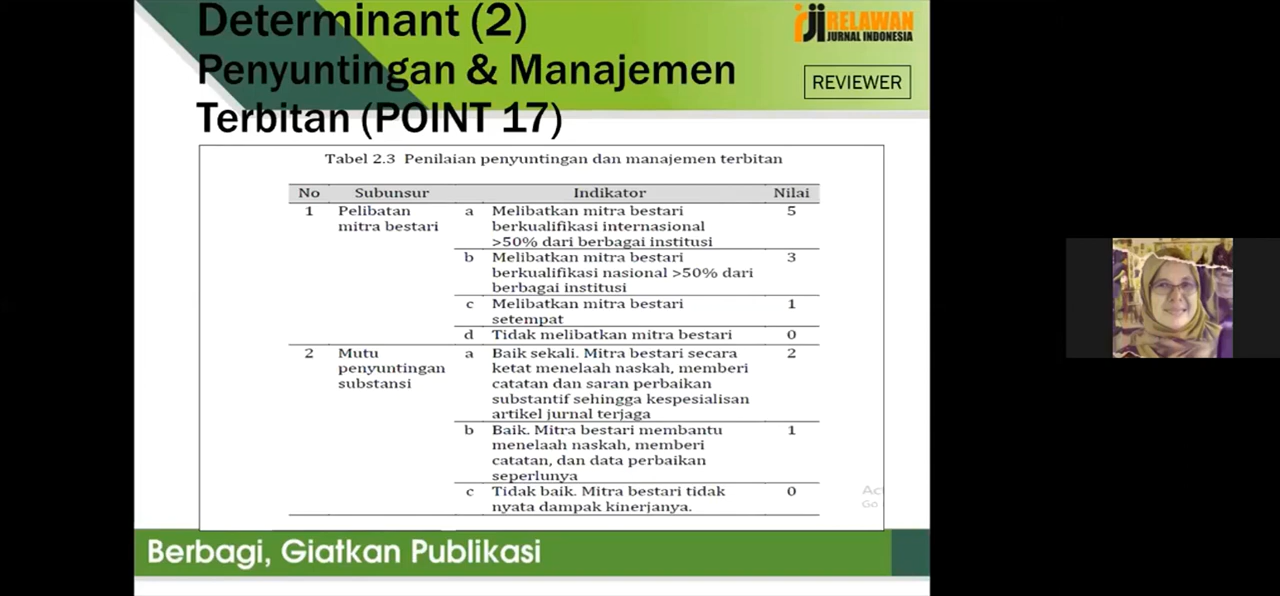 Determinant (2)
Penyuntingan & Manajemen
Terbitan (POINT 17)
RELAWAN
JURNAL INDONESIA
REVIEWER
Tabel 2.3 Penilaian penyuntingan dan manajemen terbitan
No Subunsur Indikator Nilai
1 Pelibatan a Melibatkan mitra bestari 5
mitra bestari berkualifikasi internasional
>50% dari berbagai institusi
b Melibatkan mitra bestari 3
berkualifikasi nasional >50% dari
berbagai institusi
c Melibatkan mitra bestari 1
setempat
d Tidak melibatkan mitra bestari 0
2 Mutu a Baik sekali. Mitra bestari secara 2
penyuntingan ketat menelaah naskah, memberi
substansi catatan dan saran perbaikan
substantif sehingga kespesialisan
artikel jurnal terjaga
b Baik. Mitra bestari membantu 1
menelaah naskah, memberi
catatan, dan data perbaikan
seperlunya
c Tidak baik. Mitra bestari tidak 0
nyata dampak kinerjanya.
Berbagi, Giatkan Publikasi